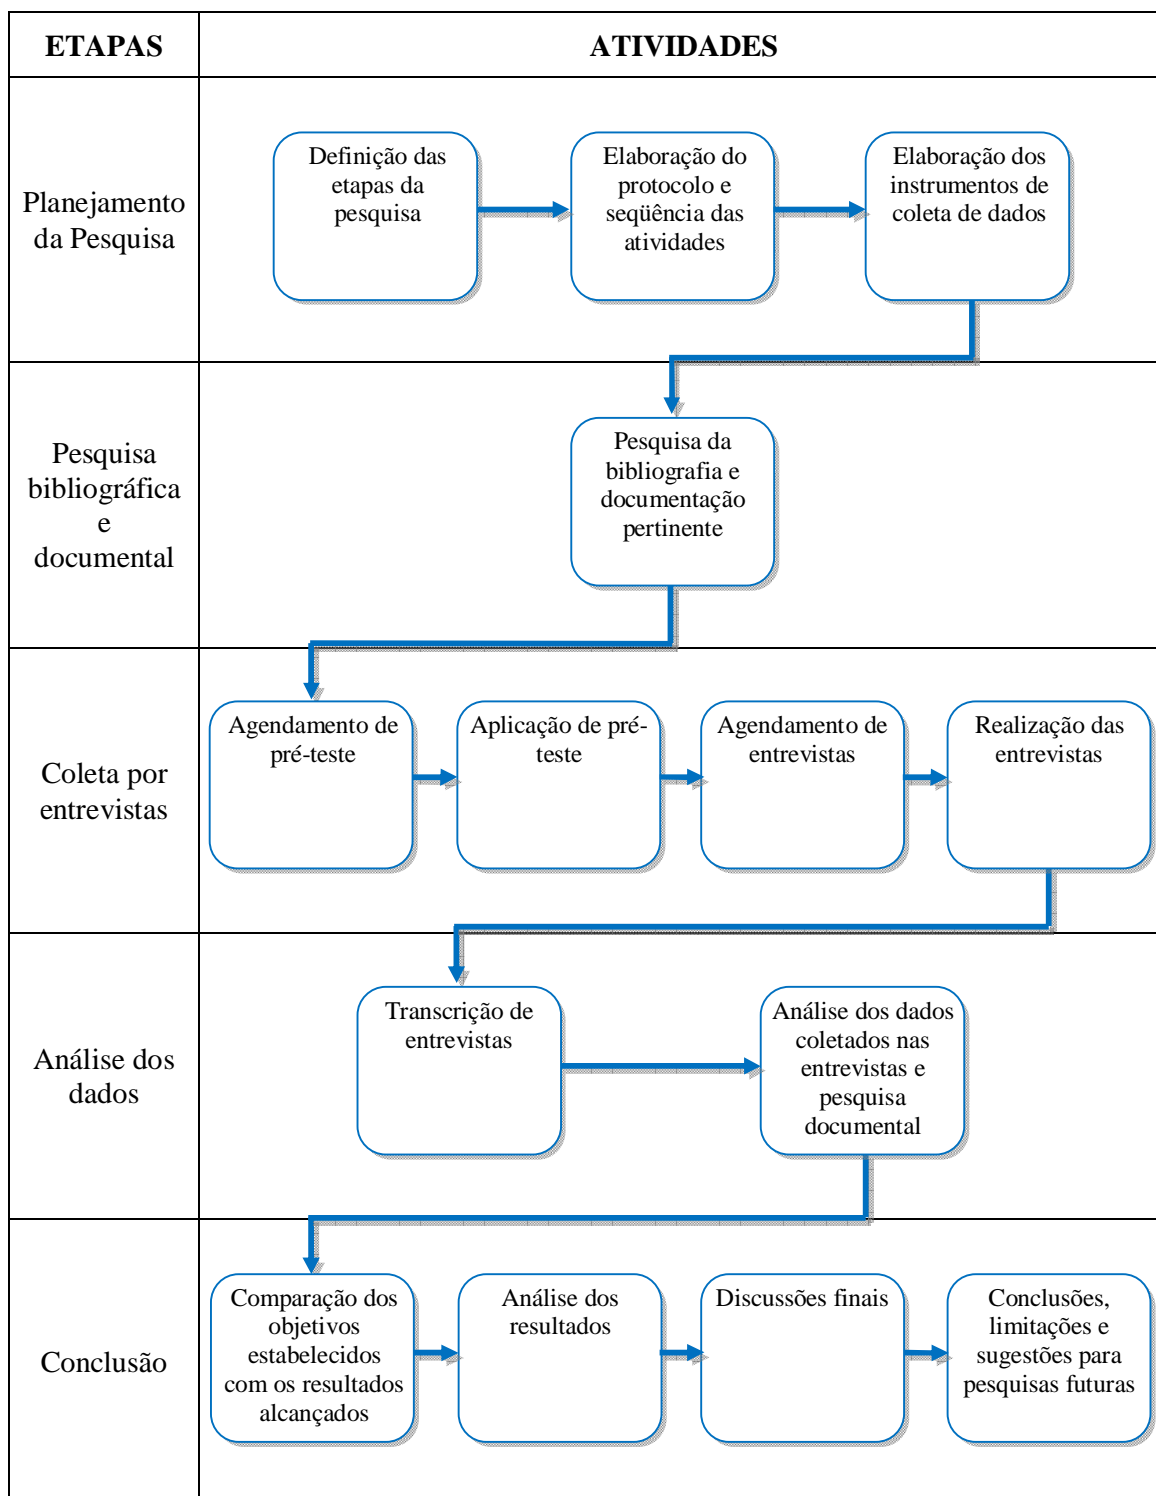 ETAPAS
ATIVIDADES
Planejamento
da Pesquisa
Definição das
etapas da
pesquisa
Elaboração do
protocolo e
seqüência das
atividades
Elaboração dos
instrumentos de
coleta de dados
Pesquisa
bibliográfica
e
documental
Pesquisa da
bibliografia e
documentação
pertinente
Coleta por
entrevistas
Agendamento de
pré-teste
Aplicação de pré-
teste
Agendamento de
entrevistas
Realização das
entrevistas
Análise dos
dados
Transcrição de
entrevistas
Análise dos dados
coletados nas
entrevistas e
pesquisa
documental
Conclusão
Comparação dos
objetivos
estabelecidos
com os resultados
alcançados
Análise dos
resultados
Discussões finais
Conclusões,
limitações e
sugestões para
pesquisas futuras